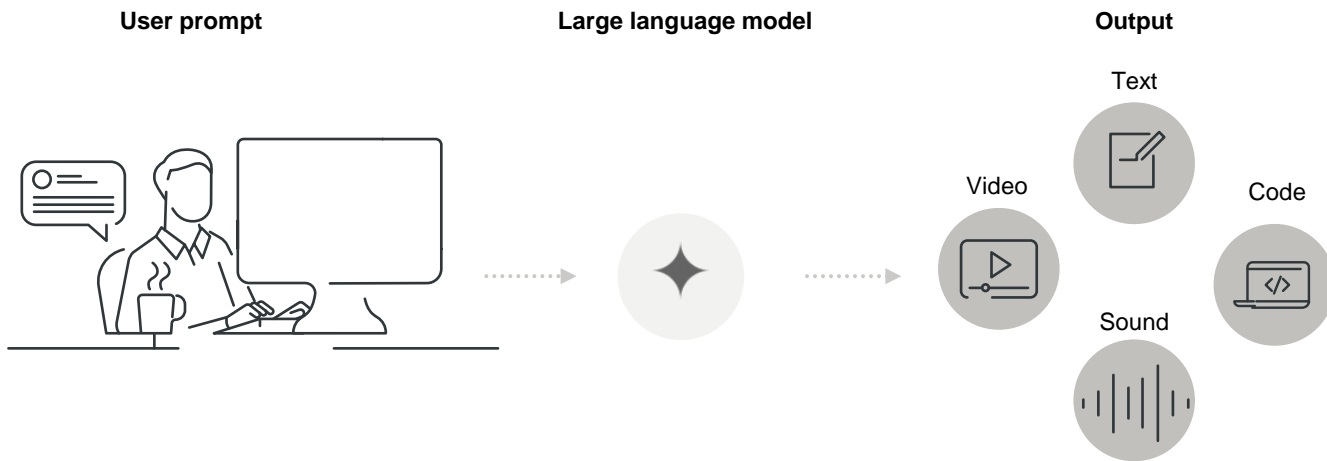 User prompt
Large language model
Output
Text
Video
Code
</>
Sound